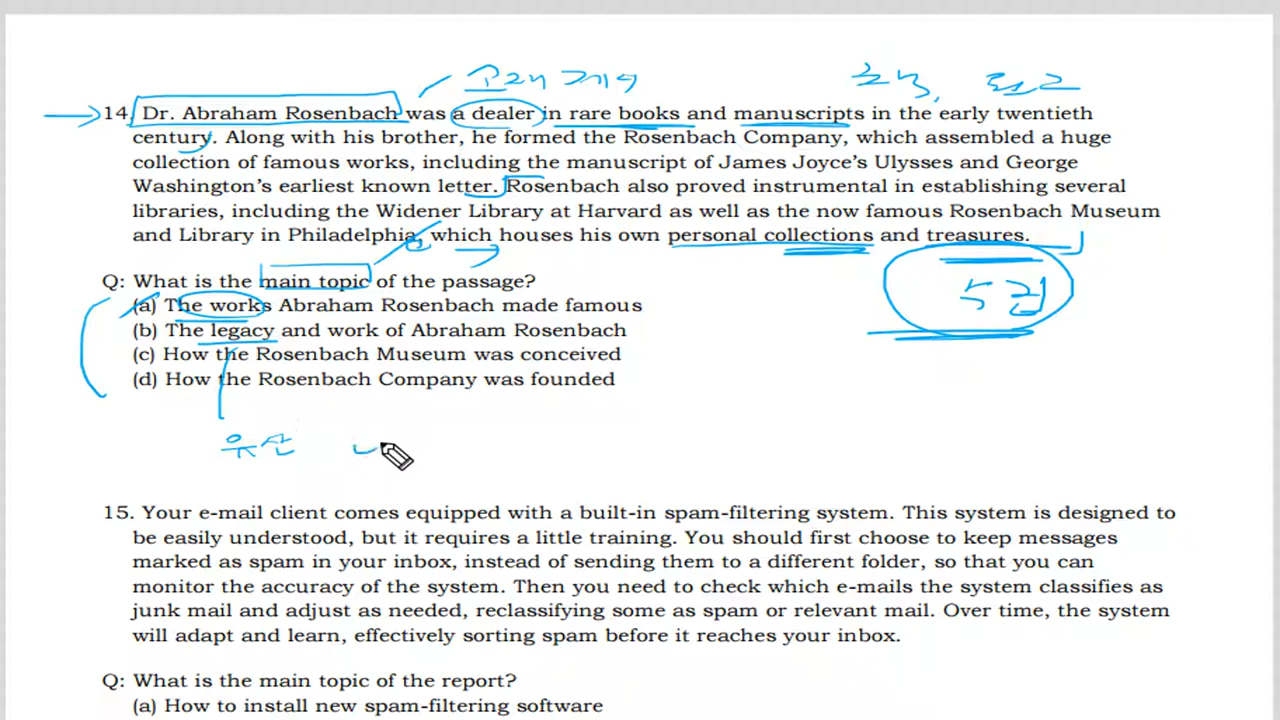 소재 제시
초능, 원고
14. Dr. Abraham Rosenbach was a dealer in rare books and manuscripts in the early twentieth
century. Along with his brother, he formed the Rosenbach Company, which assembled a huge
collection of famous works, including the manuscript of James Joyce's Ulysses and George
Washington's earliest known letter. Rosenbach also proved instrumental in establishing several
libraries, including the Widener Library at Harvard as well as the now famous Rosenbach Museum
and Library in Philadelphia, which houses his own personal collections and treasures.
Q: What is the main topic of the passage?
(a) The works Abraham Rosenbach made famous
(b) The legacy and work of Abraham Rosenbach
(c) How the Rosenbach Museum was conceived
(d) How the Rosenbach Company was founded
유산
15. Your e-mail client comes equipped with a built-in spam-filtering system. This system is designed to
be easily understood, but it requires a little training. You should first choose to keep messages
marked as spam in your inbox, instead of sending them to a different folder, so that you can
monitor the accuracy of the system. Then you need to check which e-mails the system classifies as
junk mail and adjust as needed, reclassifying some as spam or relevant mail. Over time, the system
will adapt and learn, effectively sorting spam before it reaches your inbox.
Q: What is the main topic of the report?
(a) How to install new spam-filtering software